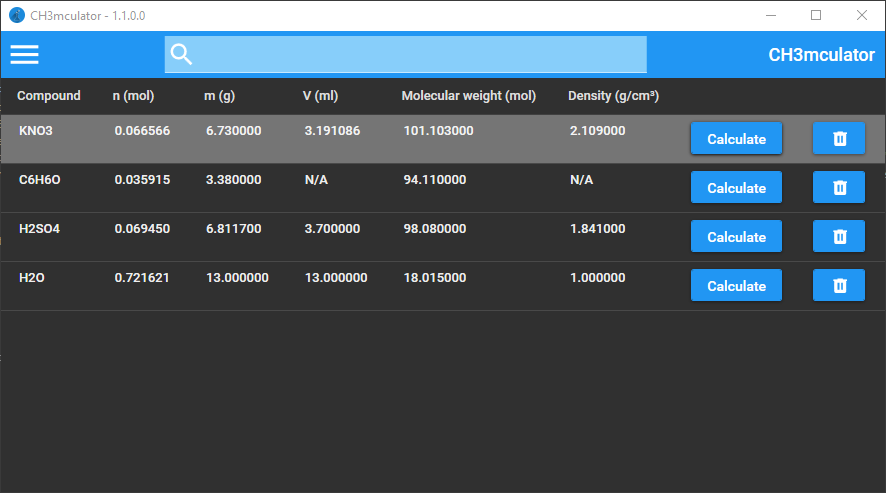 CH3mculator - 1.1.0.0
CH3mculator
Compound n (mol) m (g) V (ml) Molecular weight (mol) Density (g/cm³)
KNO3 0.066566 6.730000 3.191086 101.103000 2.109000 Calculate
C6H6O 0.035915 3.380000 N/A 94.110000 N/A Calculate
H2SO4 0.069450 6.811700 3.700000 98.080000 1.841000 Calculate
H2O 0.721621 13.000000 13.000000 18.015000 1.000000 Calculate